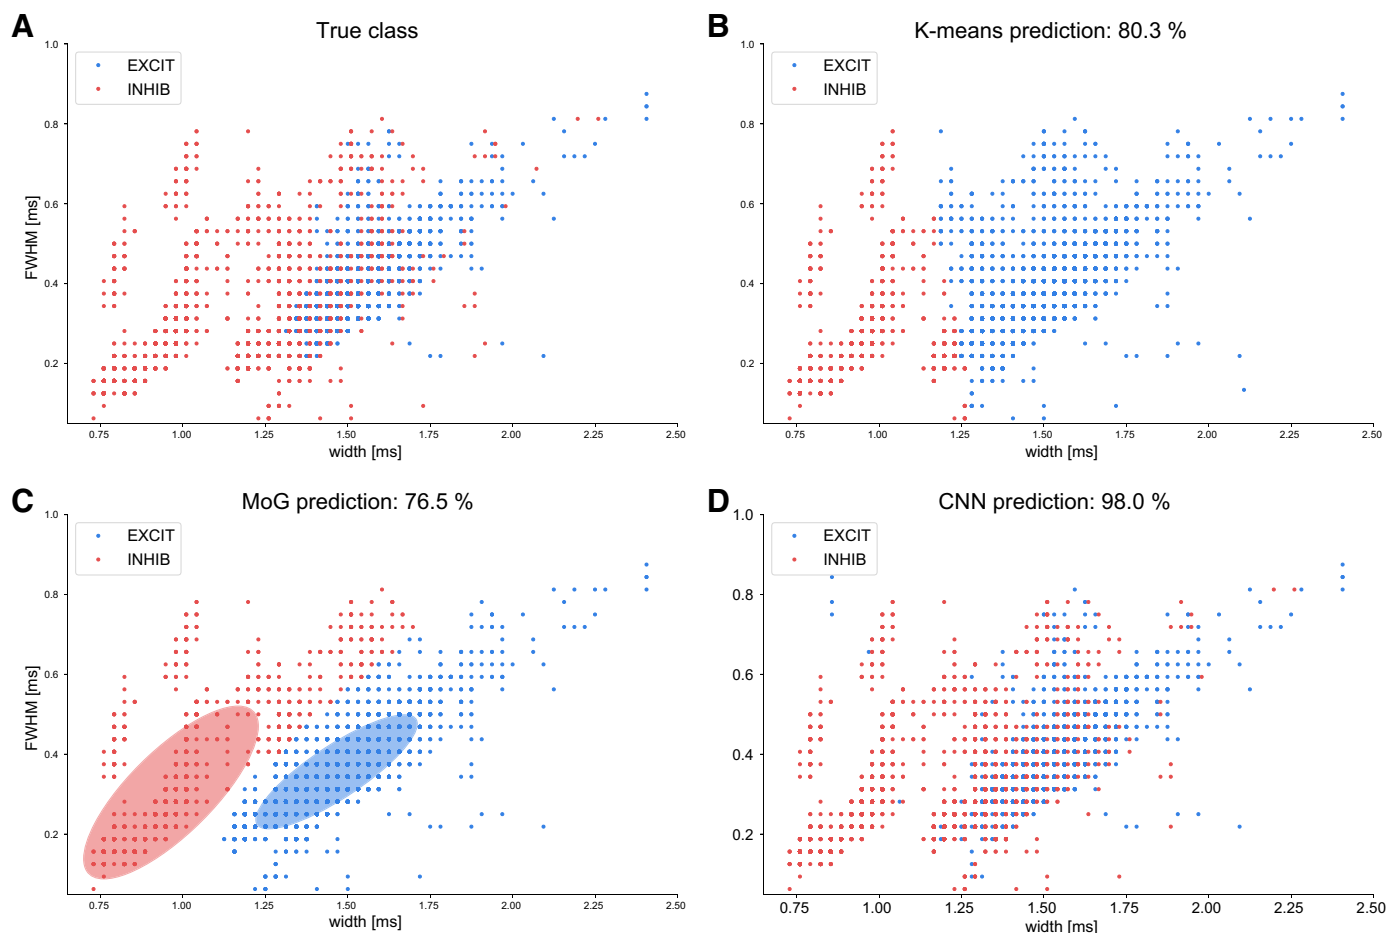 A
True class
1.0
0.8
0.6
0.4
0.2
FWHM [ms]
EXCIT
INHIB
0.75 1.00 1.25 1.50 1.75 2.00 2.25 2.50
width [ms]
B
K-means prediction: 80.3 %
1.0
0.8
0.6
0.4
0.2
EXCIT
INHIB
0.75 1.00 1.25 1.50 1.75 2.00 2.25 2.50
width [ms]
C
MoG prediction: 76.5 %
1.0
0.8
0.6
0.4
0.2
FWHM [ms]
EXCIT
INHIB
0.75 1.00 1.25 1.50 1.75 2.00 2.25 2.50
width [ms]
D
CNN prediction: 98.0 %
1.0
0.8
0.6
0.4
0.2
EXCIT
INHIB
0.75 1.00 1.25 1.50 1.75 2.00 2.25 2.50
width [ms]